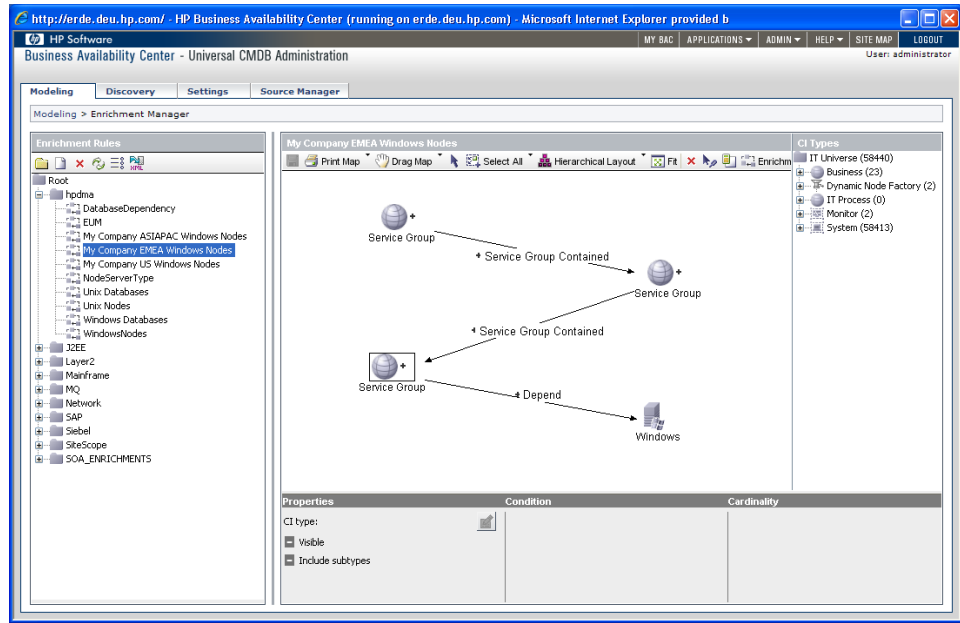 http://erde.deu.hp.com/ - HP Business Availability Center (running on erde.deu.hp.com) - Microsoft Internet Explorer provided b
HP Software
MY BAC APPLICATIONS ADMIN HELP SITE MAP LOGOUT
Business Availability Center - Universal CMDB Administration
User: administrator
Modeling Discovery Settings Source Manager
Modeling > Enrichment Manager
Enrichment Rules
Root
hpdma
DatabaseDependency
EUM
My Company ASIAPAC Windows Nodes
My Company EMEA Windows Nodes
My Company US Windows Nodes
NodeServerType
Unix Databases
Unix Nodes
Windows Databases
WindowsNodes
J2EE
Layer2
Mainframe
MQ
Network
SAP
Siebel
SiteScope
SOA_ENRICHMENTS
My Company EMEA Windows Nodes
Print Map Drag Map Select All Hierarchical Layout Fit Enrichm
Service Group
Service Group Contained
Service Group
Service Group Contained
Service Group
Depend
Windows
CI Types
IT Universe (58440)
Business (23)
Dynamic Node Factory (2)
IT Process (0)
Monitor (2)
System (58413)
Properties Condition Cardinality
CI type:
Visible
Include subtypes